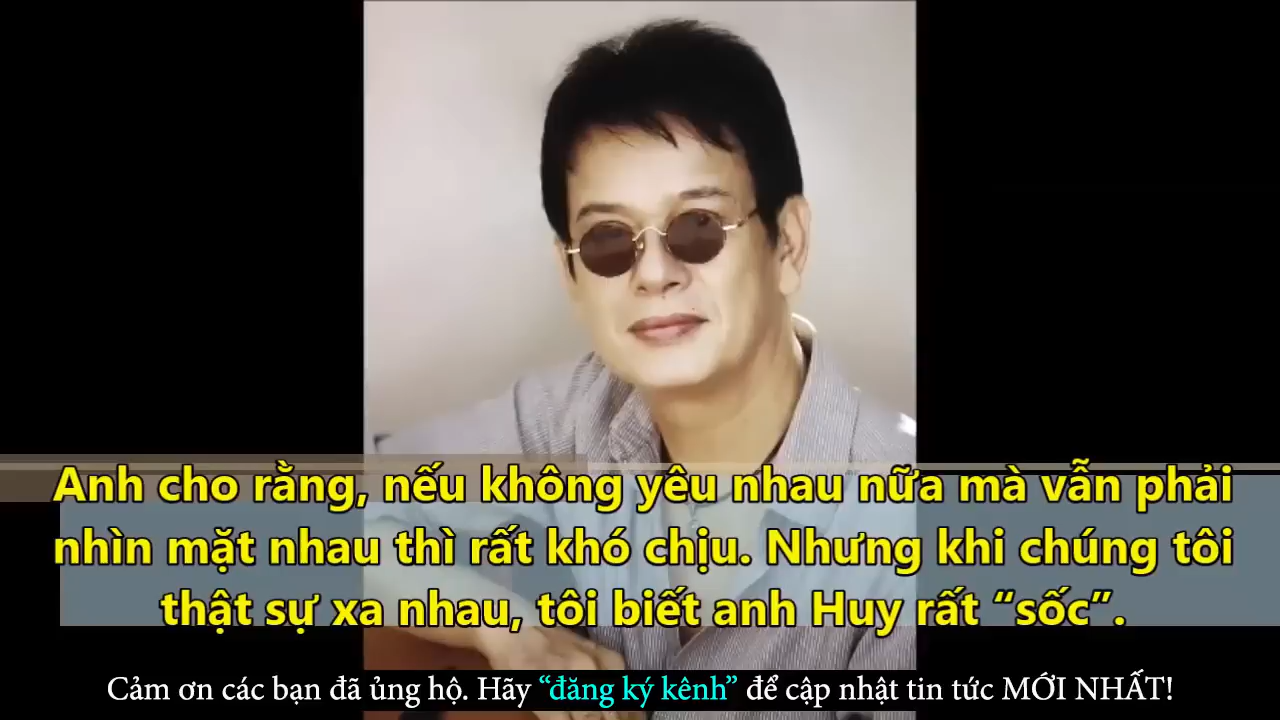 Anh cho rằng, nếu không yêu nhau nữa mà vẫn phải
nhìn mặt nhau thì rất khó chịu. Nhưng khi chúng tôi
thật sự xa nhau, tôi biết anh Huy rất “sốc”.
Cảm ơn các bạn đã ủng hộ. Hãy “đăng ký kênh” để cập nhật tin tức MỚI NHẤT!